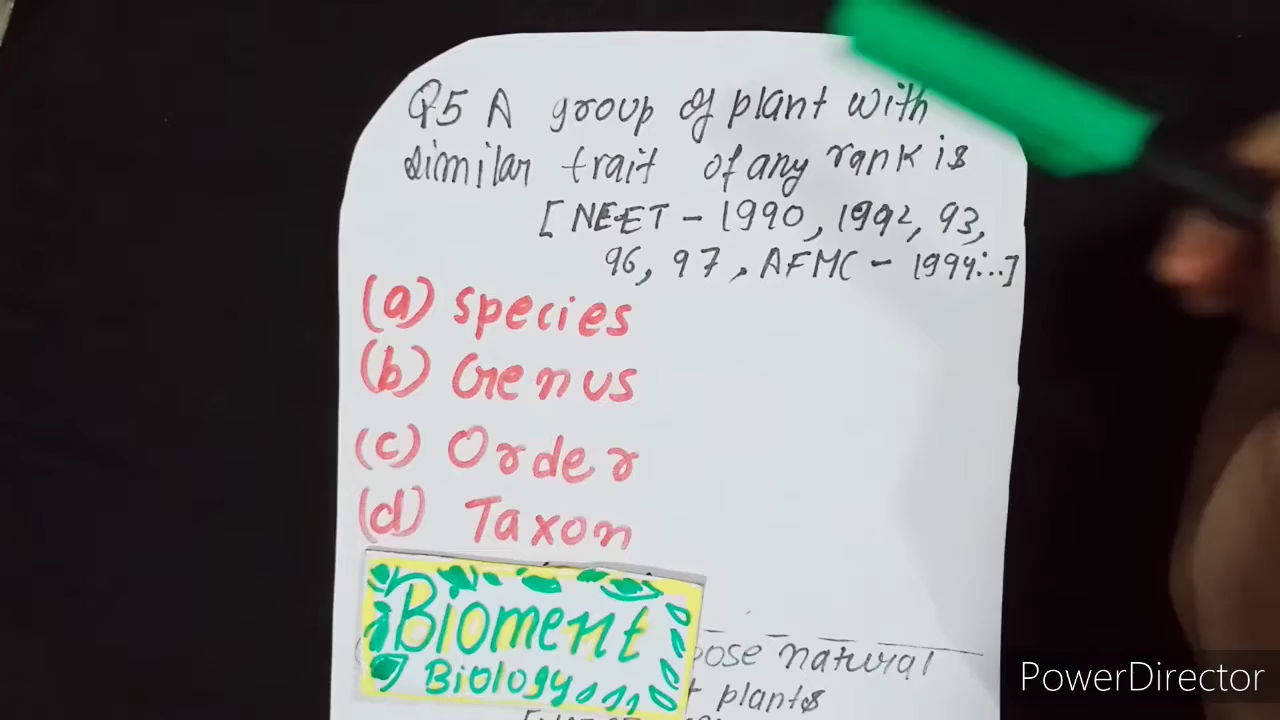 Q5 A group of plant with
similar trait of any rank is
[NEET - 1990, 1992, 93,
96, 97, AFMC - 1994...]
(a) Species
(b) Genus
(c) Order
(d) Taxon
Bioment
Biology
natural
plants
PowerDirector